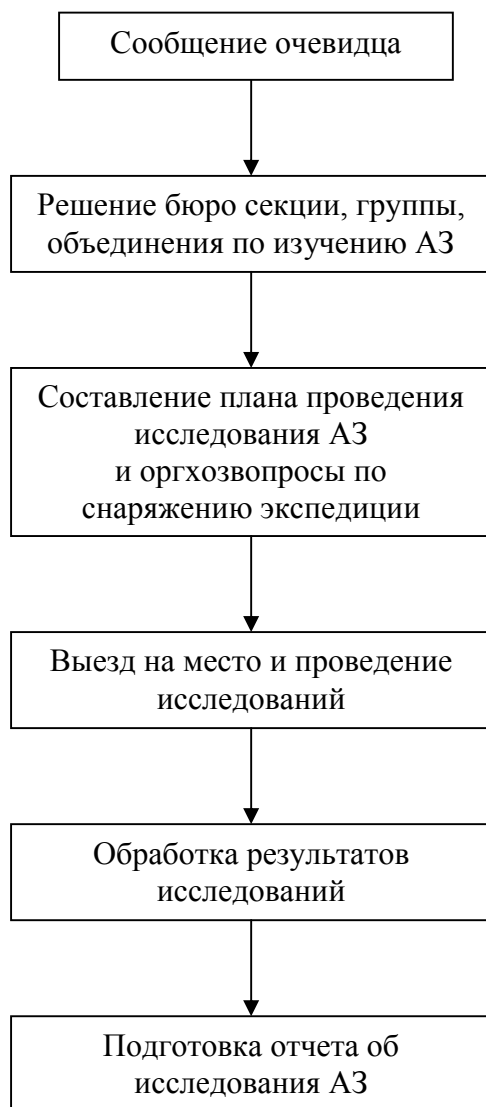 Сообщение очевидца
Решение бюро секции, группы,
объединения по изучению АЗ
Составление плана проведения
исследования АЗ
и оргхозвопросы по
снаряжению экспедиции
Выезд на место и проведение
исследований
Обработка результатов
исследований
Подготовка отчета об
исследования АЗ